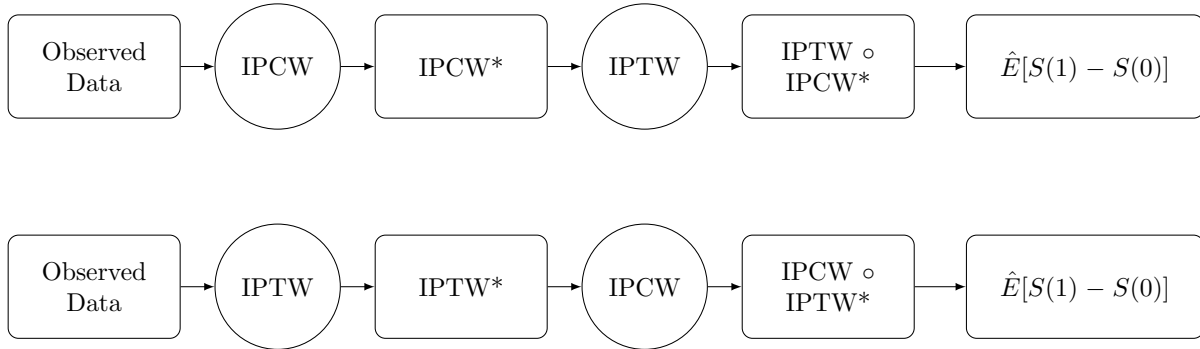 Observed
Data
IPCW
IPCW*
IPTW
IPTW ∘
IPCW*
Ê[S(1) − S(0)]
Observed
Data
IPTW
IPTW*
IPCW
IPCW ∘
IPTW*
Ê[S(1) − S(0)]